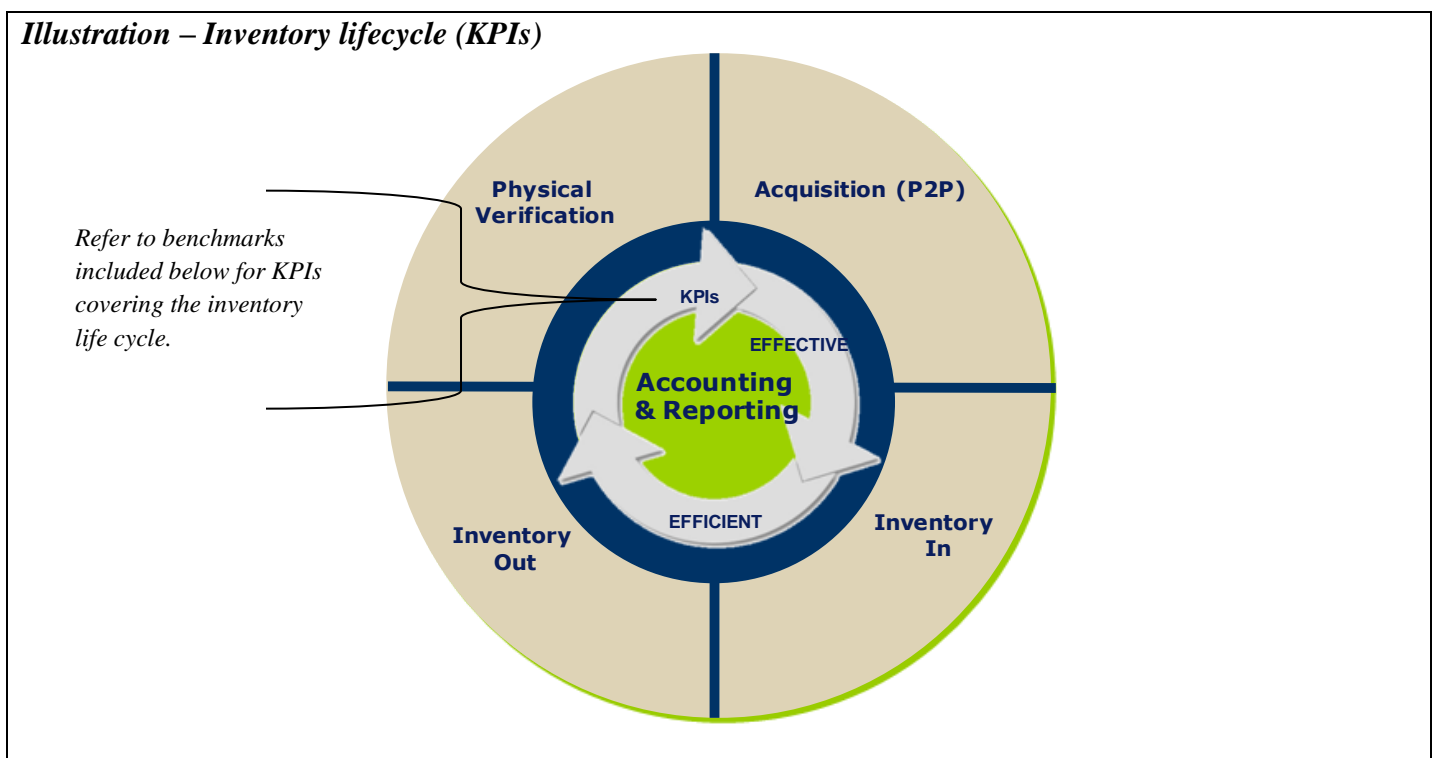 Illustration – Inventory lifecycle (KPIs)
Physical
Verification
Acquisition (P2P)
Refer to benchmarks
included below for KPIs
covering the inventory
life cycle.
KPIs
EFFECTIVE
Accounting
& Reporting
EFFICIENT
Inventory
Out
Inventory
In